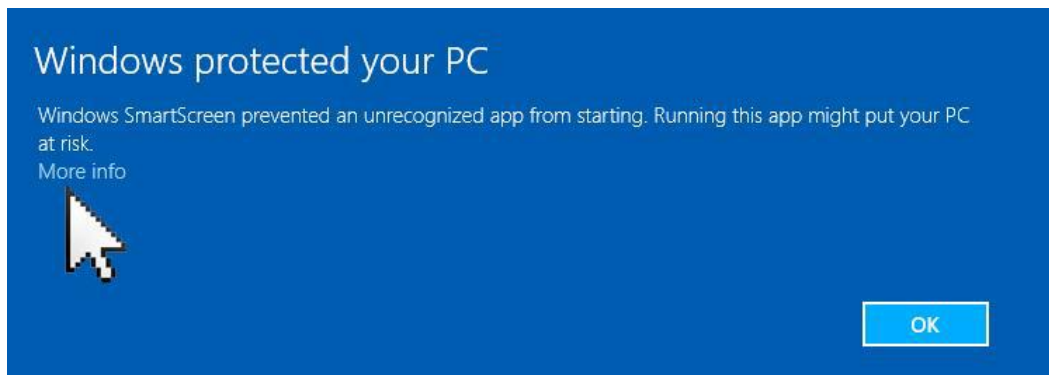 Windows protected your PC
Windows SmartScreen prevented an unrecognized app from starting. Running this app might put your PC
at risk.
More info
OK